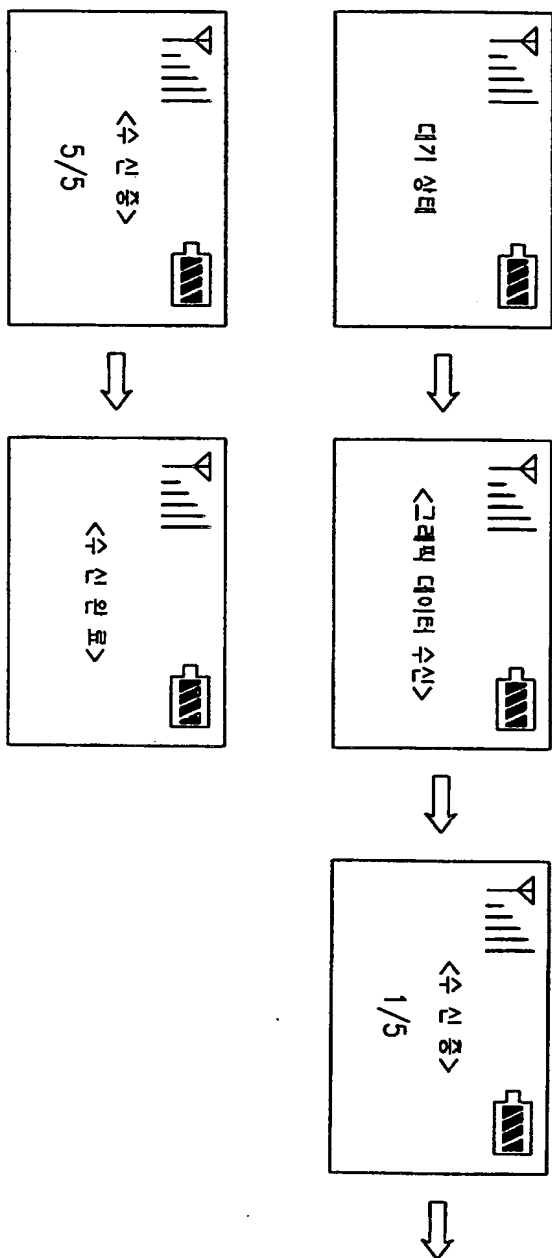 대기 상태
<그래픽 데이터 수신>
<수 신 중>
1/5
<수 신 중>
5/5
<수 신 완 료>